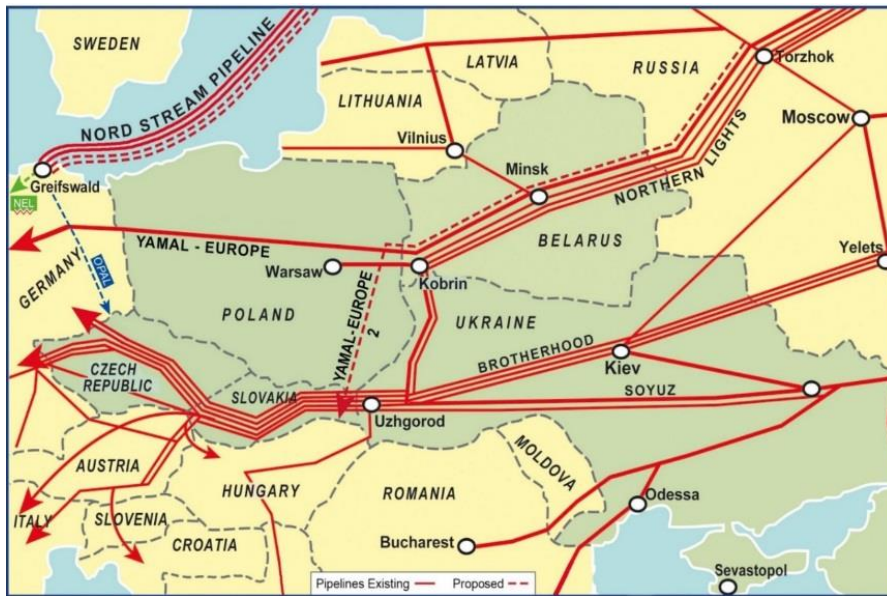 SWEDEN
NORD STREAM PIPELINE
LATVIA
RUSSIA
Torzhok
LITHUANIA
Moscow
Vilnius
Minsk
NORTHERN LIGHTS
Greifswald
NEL
YAMAL - EUROPE
BELARUS
Yelets
OPAL
GERMANY
Warsaw
Kobrin
POLAND
YAMAL-EUROPE
2
UKRAINE
BROTHERHOOD
Kiev
CZECH
REPUBLIC
SLOVAKIA
SOYUZ
Uzhgorod
AUSTRIA
HUNGARY
MOLDOVA
ROMANIA
Odessa
ITALY
SLOVENIA
CROATIA
Bucharest
Sevastopol
Pipelines Existing
Proposed